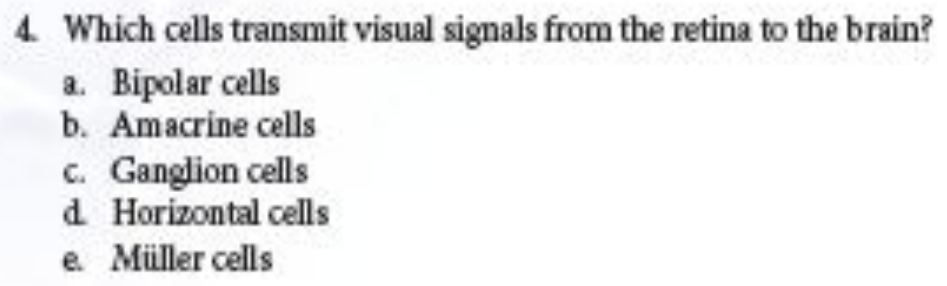 4. Which cells transmit visual signals from the retina to the brain?
a. Bipolar cells
b. Amacrine cells
c. Ganglion cells
d. Horizontal cells
e. Müller cells